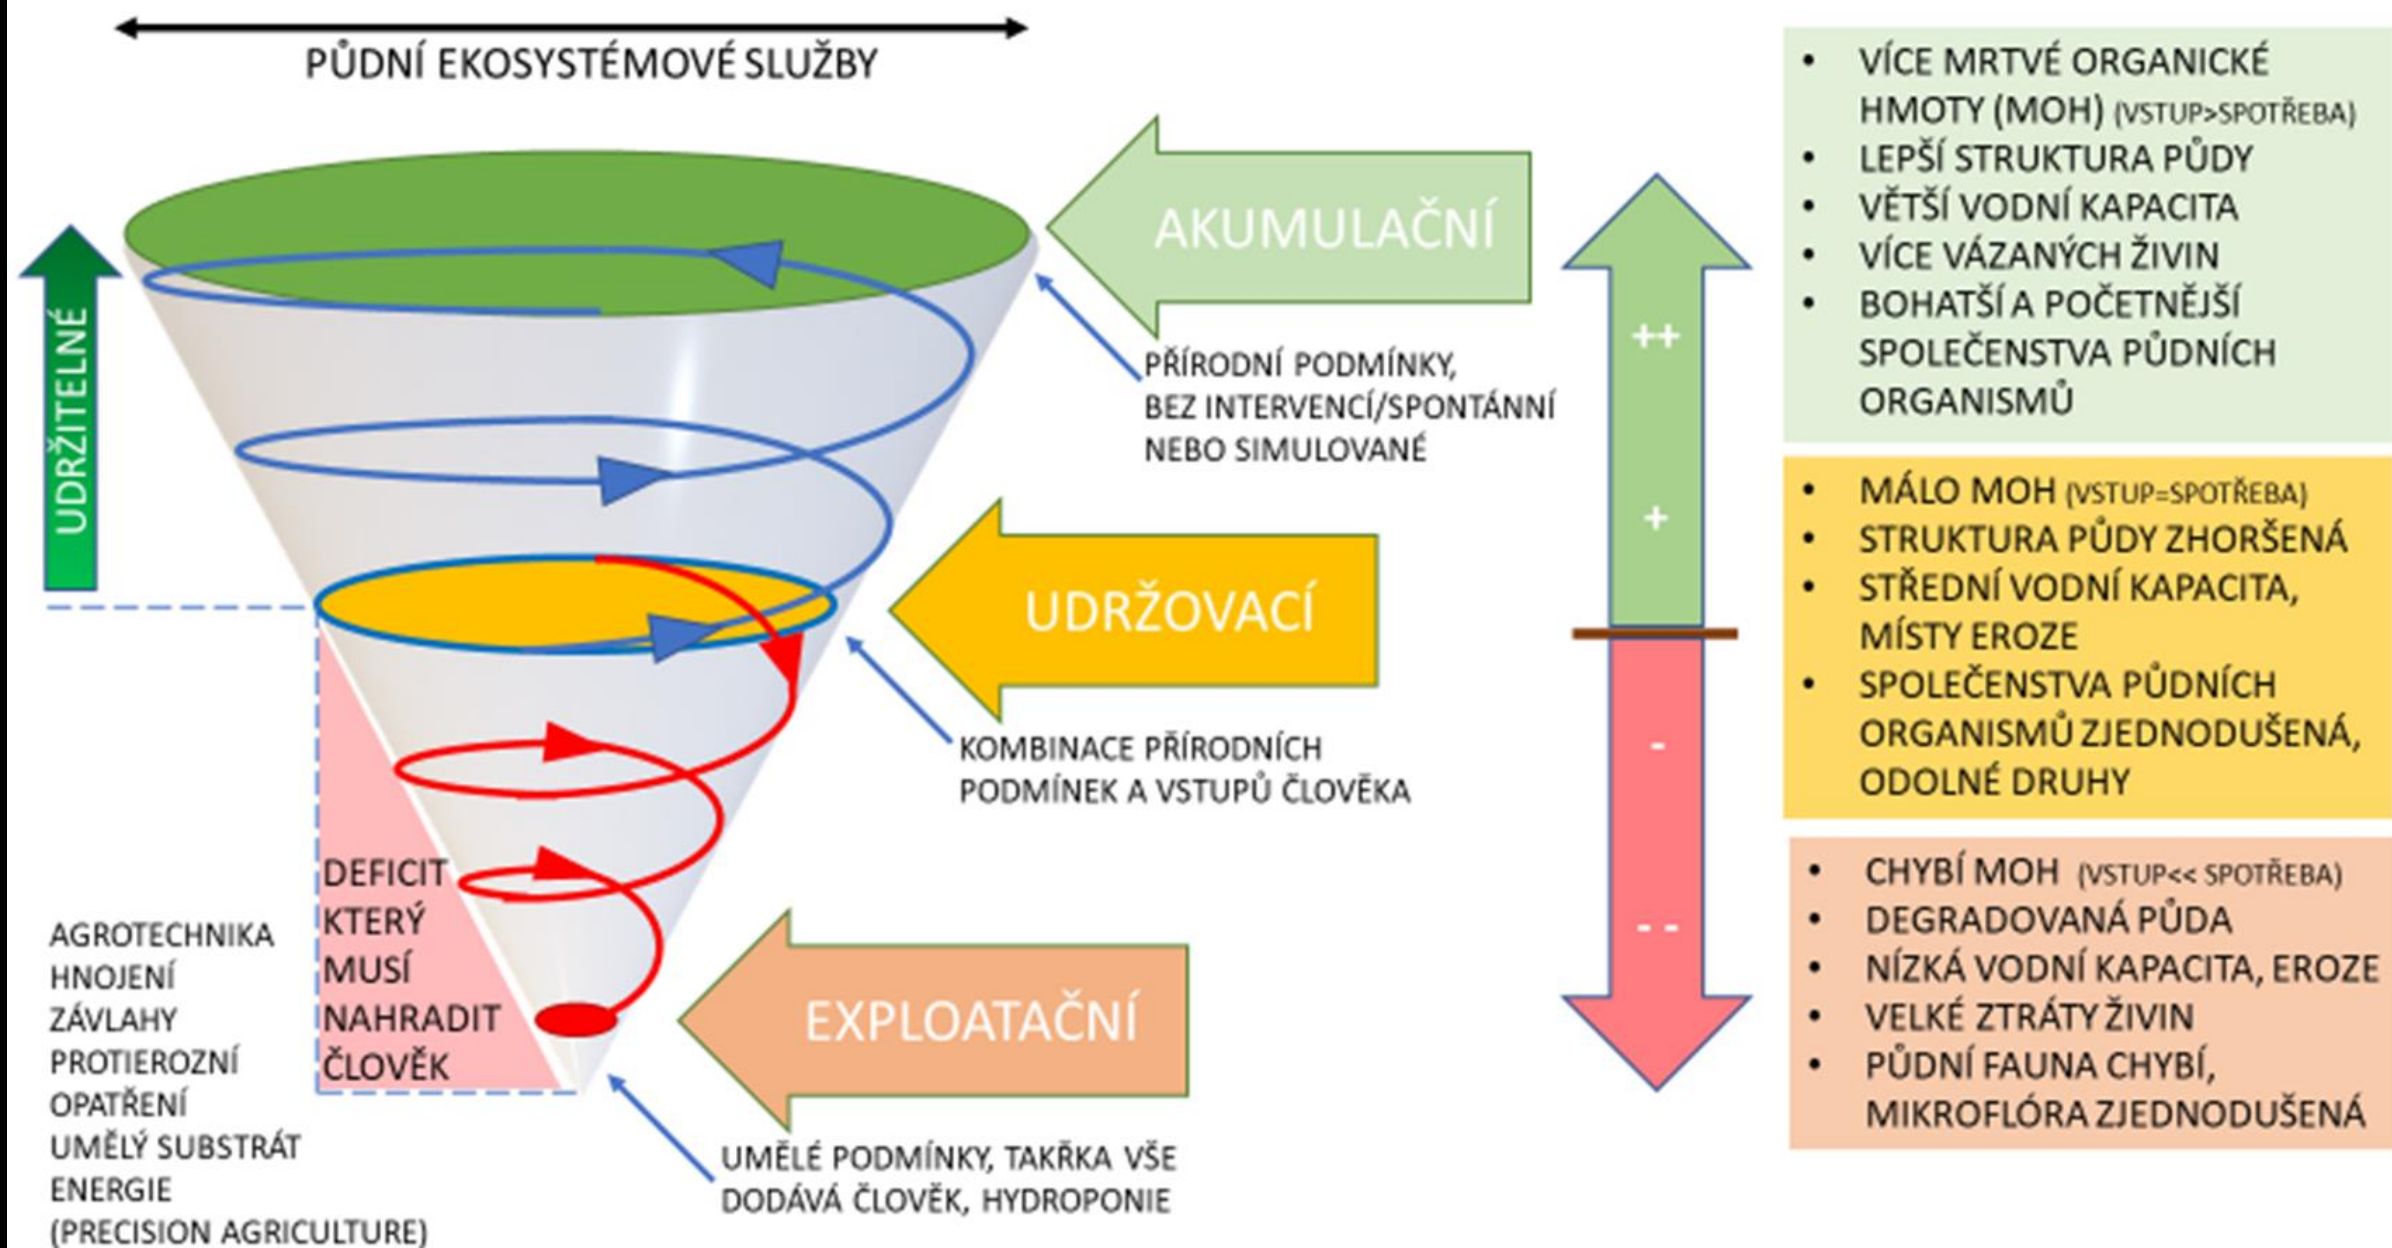 PŮDNÍ EKOSYSTÉMOVÉ SLUŽBY
UDRŽITELNÉ
AKUMULAČNÍ
PŘÍRODNÍ PODMÍNKY,
BEZ INTERVENCÍ/SPONTÁNNÍ
NEBO SIMULOVANÉ
UDRŽOVACÍ
KOMBINACE PŘÍRODNÍCH
PODMÍNEK A VSTUPŮ ČLOVĚKA
DEFICIT
KTERÝ
MUSÍ
NAHRADIT
ČLOVĚK
AGROTECHNIKA
HNOJENÍ
ZÁVLAHY
PROTIEROZNÍ
OPATŘENÍ
UMĚLÝ SUBSTRÁT
ENERGIE
(PRECISION AGRICULTURE)
EXPLOATAČNÍ
UMĚLÉ PODMÍNKY, TAKŘKA VŠE
DODÁVÁ ČLOVĚK, HYDROPONIE
++
+
-
- -
• VÍCE MRTVÉ ORGANICKÉ
HMOTY (MOH) (VSTUP>SPOTŘEBA)
• LEPŠÍ STRUKTURA PŮDY
• VĚTŠÍ VODNÍ KAPACITA
• VÍCE VÁZANÝCH ŽIVIN
• BOHATŠÍ A POČETNĚJŠÍ
SPOLEČENSTVA PŮDNÍCH
ORGANISMŮ
• MÁLO MOH (VSTUP=SPOTŘEBA)
• STRUKTURA PŮDY ZHORŠENÁ
• STŘEDNÍ VODNÍ KAPACITA,
MÍSTY EROZE
• SPOLEČENSTVA PŮDNÍCH
ORGANISMŮ ZJEDNODUŠENÁ,
ODOLNÉ DRUHY
• CHYBÍ MOH (VSTUP<< SPOTŘEBA)
• DEGRADOVANÁ PŮDA
• NÍZKÁ VODNÍ KAPACITA, EROZE
• VELKÉ ZTRÁTY ŽIVIN
• PŮDNÍ FAUNA CHYBÍ,
MIKROFLÓRA ZJEDNODUŠENÁ